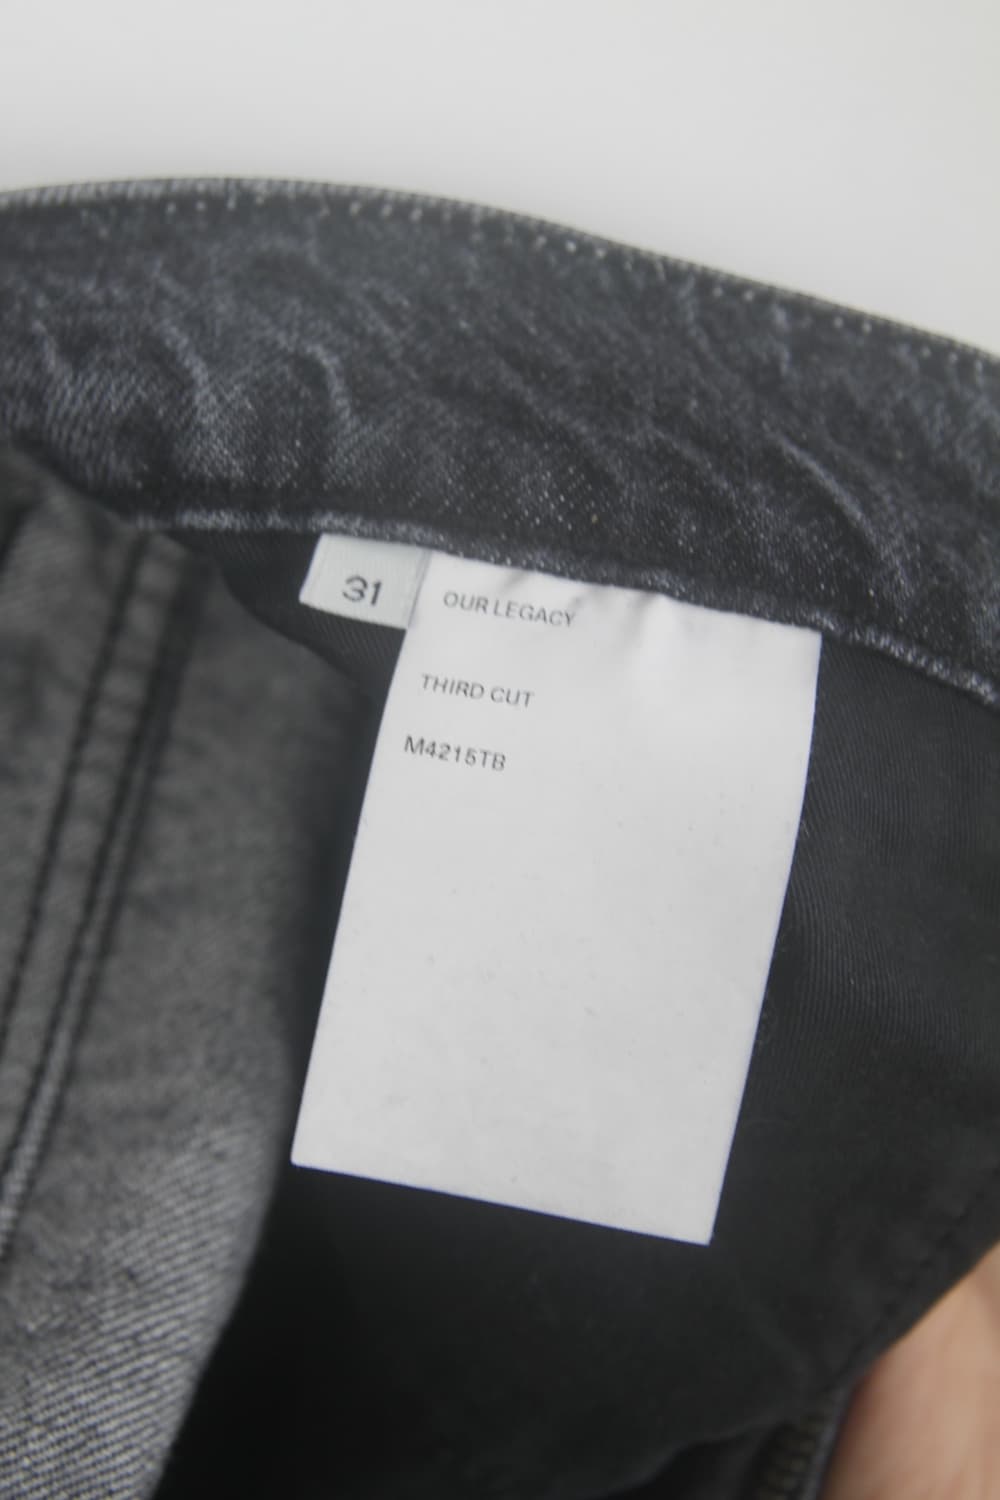 31
OUR LEGACY
THIRD CUT
M4215TB